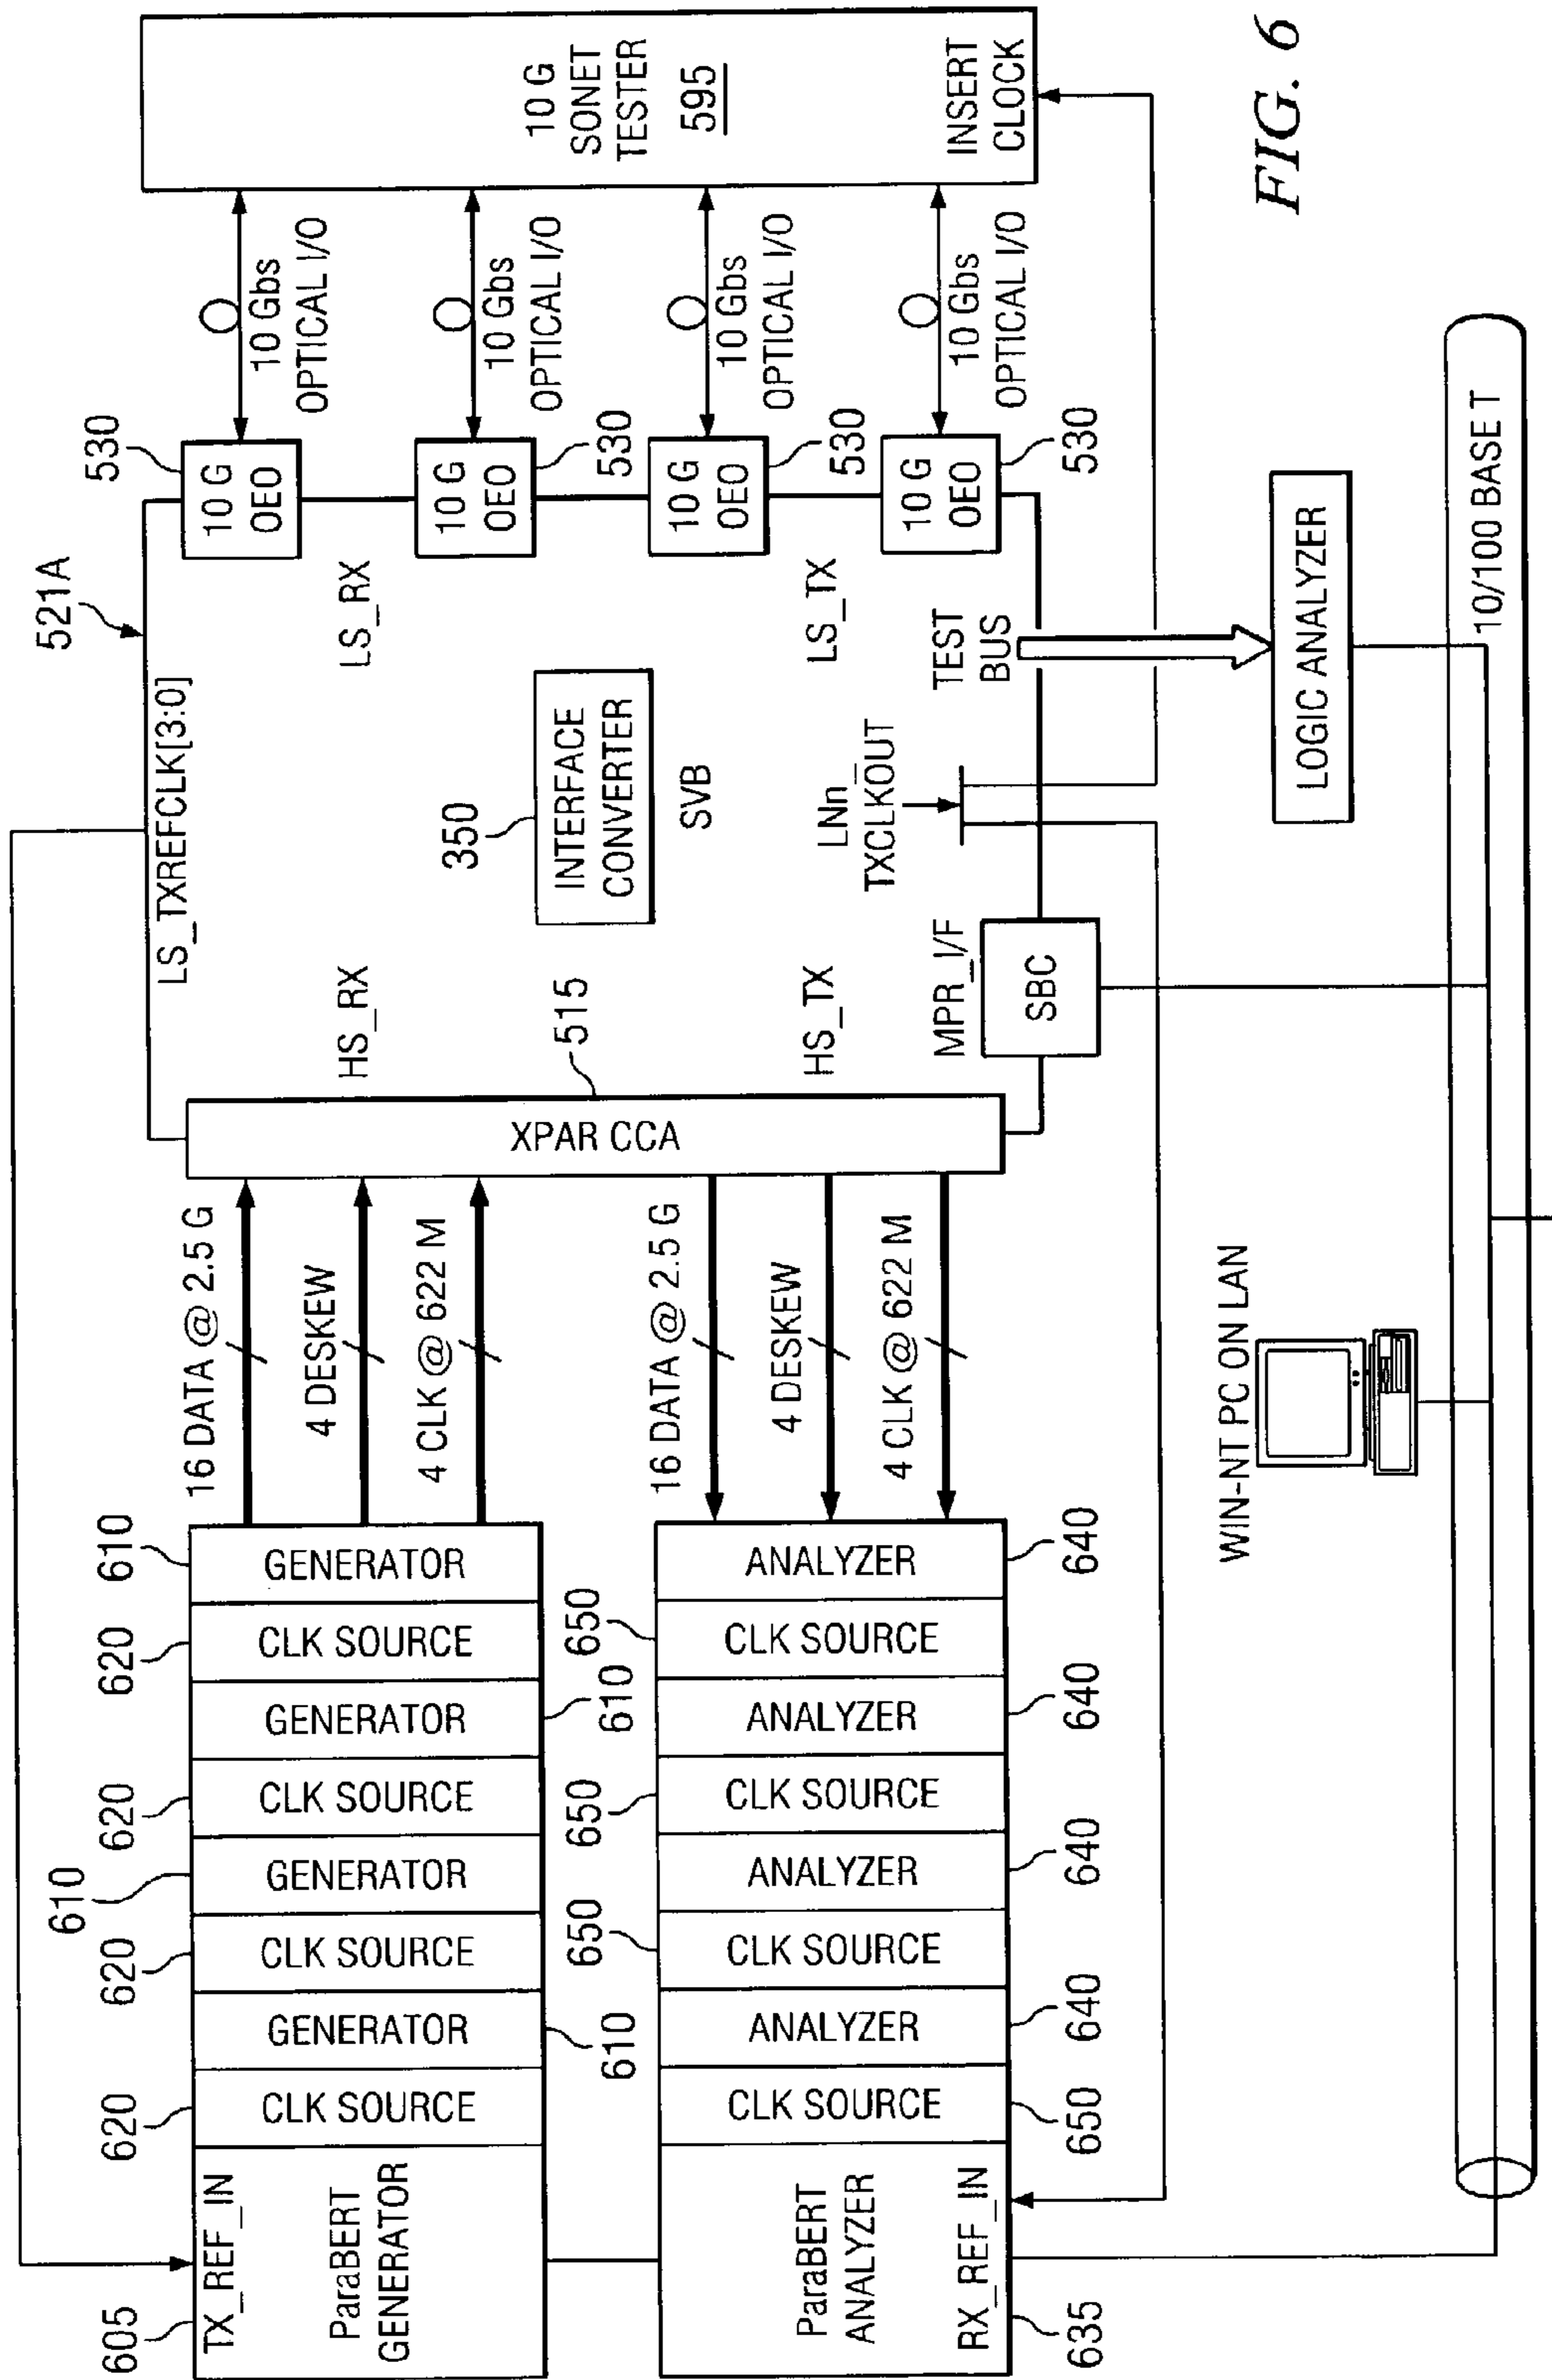 605
TX_REF_IN
ParaBERT
GENERATOR
620
CLK SOURCE
GENERATOR
610
620
CLK SOURCE
610
GENERATOR
620
CLK SOURCE
GENERATOR
610
620
CLK SOURCE
610
GENERATOR
16 DATA @ 2.5 G
4 DESKEW
4 CLK @ 622 M
635
ParaBERT
ANALYZER
RX_REF_IN
CLK SOURCE
650
ANALYZER
640
650
CLK SOURCE
ANALYZER
640
650
CLK SOURCE
ANALYZER
640
650
CLK SOURCE
ANALYZER
640
16 DATA @ 2.5 G
4 DESKEW
4 CLK @ 622 M
XPAR CCA
515
521A
LS_TXREFCLK[3:0]
HS_RX
LS_RX
350
INTERFACE
CONVERTER
SVB
HS_TX
LS_TX
MPR_I/F
SBC
LNn_
TXCLKOUT
TEST
BUS
530
10 G
OEO
10 G
OEO
530
10 G
OEO
530
10 G
OEO
530
10 Gbs
OPTICAL I/O
10 Gbs
OPTICAL I/O
10 Gbs
OPTICAL I/O
10 Gbs
OPTICAL I/O
10 G
SONET
TESTER
595
INSERT
CLOCK
LOGIC ANALYZER
WIN-NT PC ON LAN
10/100 BASE T
FIG. 6